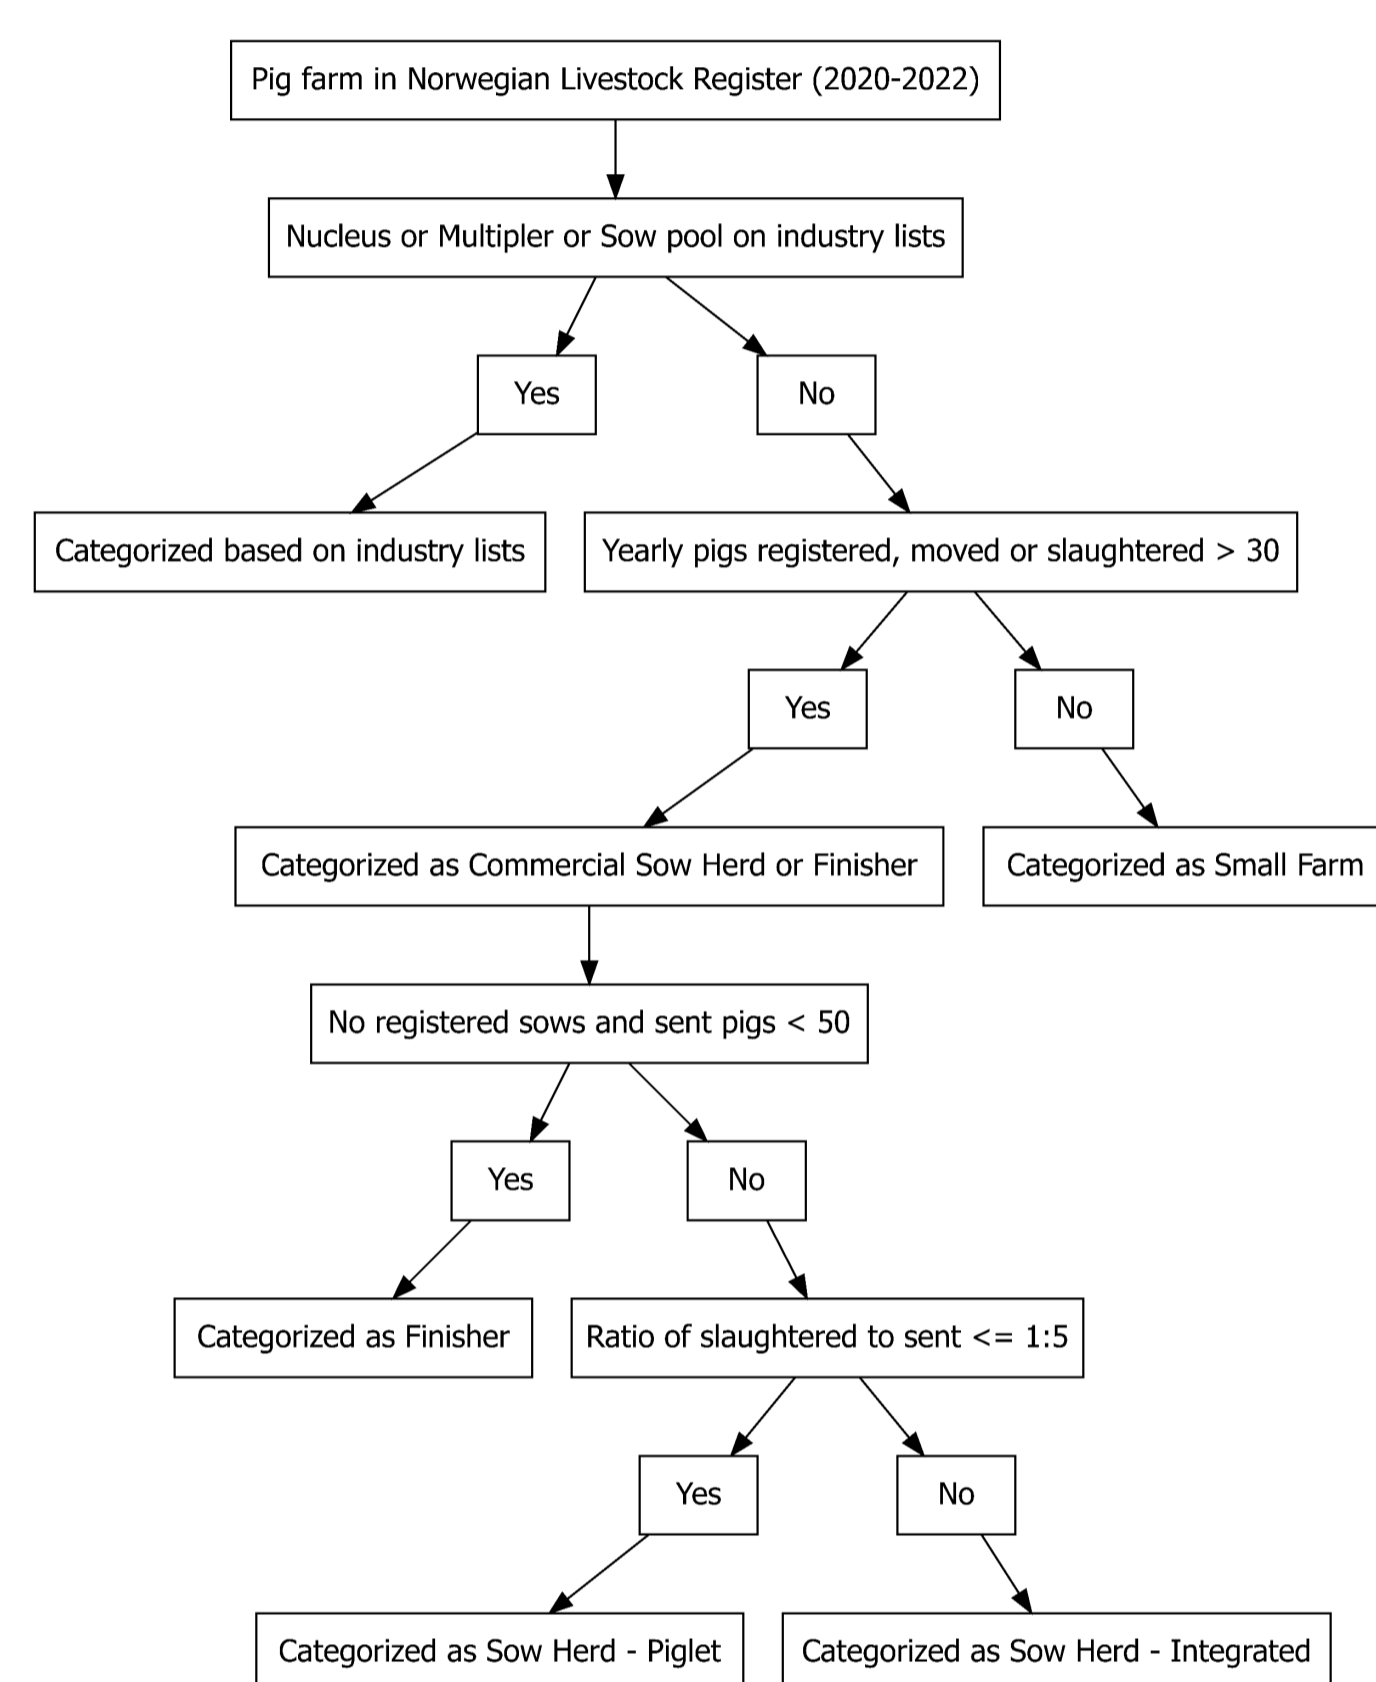 Pig farm in Norwegian Livestock Register (2020-2022)
Nucleus or Multipler or Sow pool on industry lists
Yes
No
Categorized based on industry lists
Yearly pigs registered, moved or slaughtered > 30
Yes
No
Categorized as Commercial Sow Herd or Finisher
Categorized as Small Farm
No registered sows and sent pigs < 50
Yes
No
Categorized as Finisher
Ratio of slaughtered to sent <= 1:5
Yes
No
Categorized as Sow Herd - Piglet
Categorized as Sow Herd - Integrated